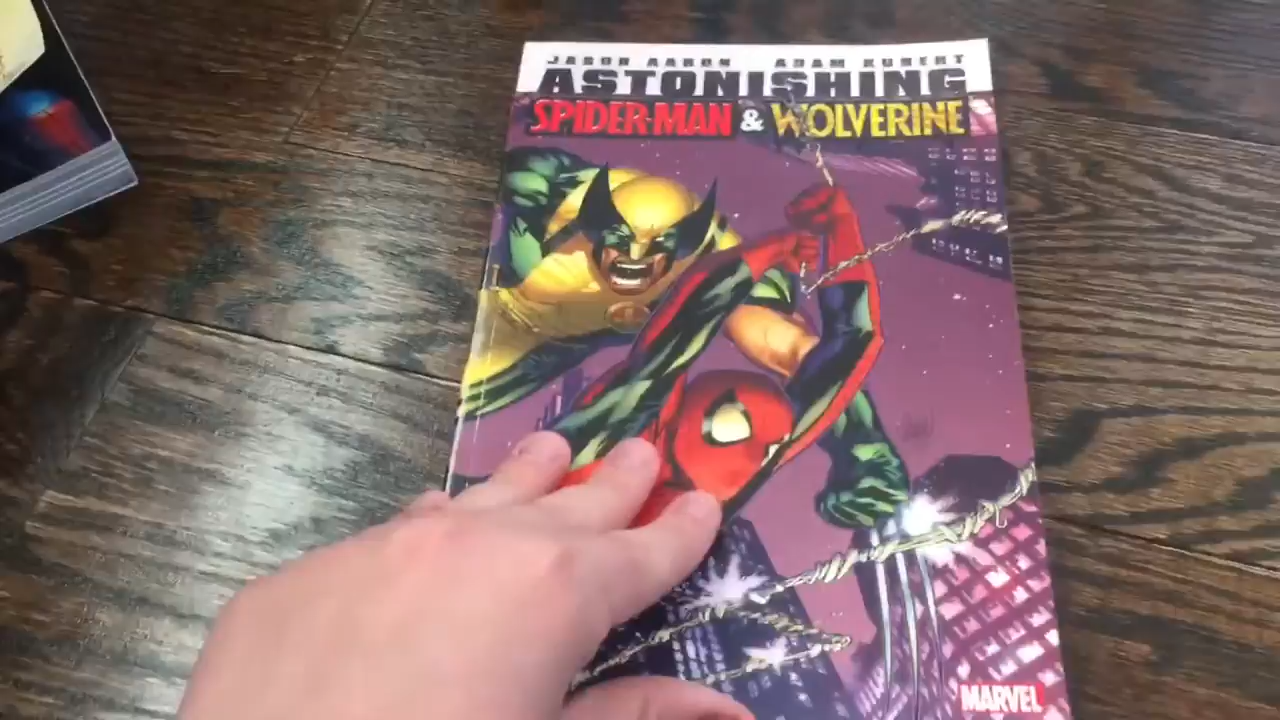 JASON AARON ADAM KUBERT
ASTONISHING
SPIDER-MAN & WOLVERINE
MARVEL